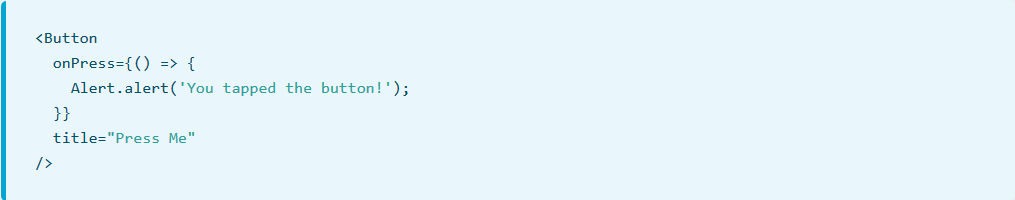 <Button
  onPress={() => {
    Alert.alert('You tapped the button!');
  }}
  title="Press Me"
/>